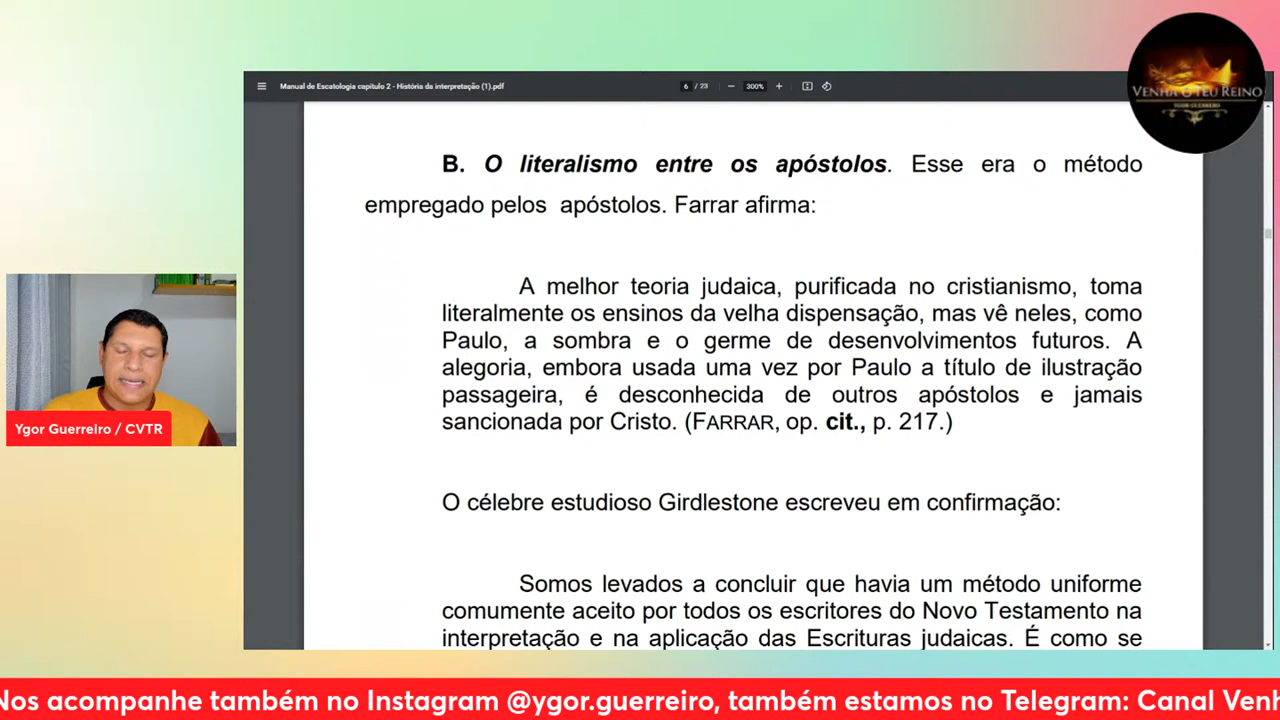 Manual de Escatologia capítulo 2 - História da interpretação (1).pdf
6 / 23
300%
VENHA O TEU REINO
YGOR GUERREIRO
B. O literalismo entre os apóstolos. Esse era o método
empregado pelos apóstolos. Farrar afirma:
A melhor teoria judaica, purificada no cristianismo, toma
literalmente os ensinos da velha dispensação, mas vê neles, como
Paulo, a sombra e o germe de desenvolvimentos futuros. A
alegoria, embora usada uma vez por Paulo a título de ilustração
passageira, é desconhecida de outros apóstolos e jamais
sancionada por Cristo. (FARRAR, op. cit., p. 217.)
O célebre estudioso Girdlestone escreveu em confirmação:
Somos levados a concluir que havia um método uniforme
comumente aceito por todos os escritores do Novo Testamento na
interpretação e na aplicação das Escrituras judaicas. É como se
Ygor Guerreiro / CVTR
Nos acompanhe também no Instagram @ygor.guerreiro, também estamos no Telegram: Canal Venh